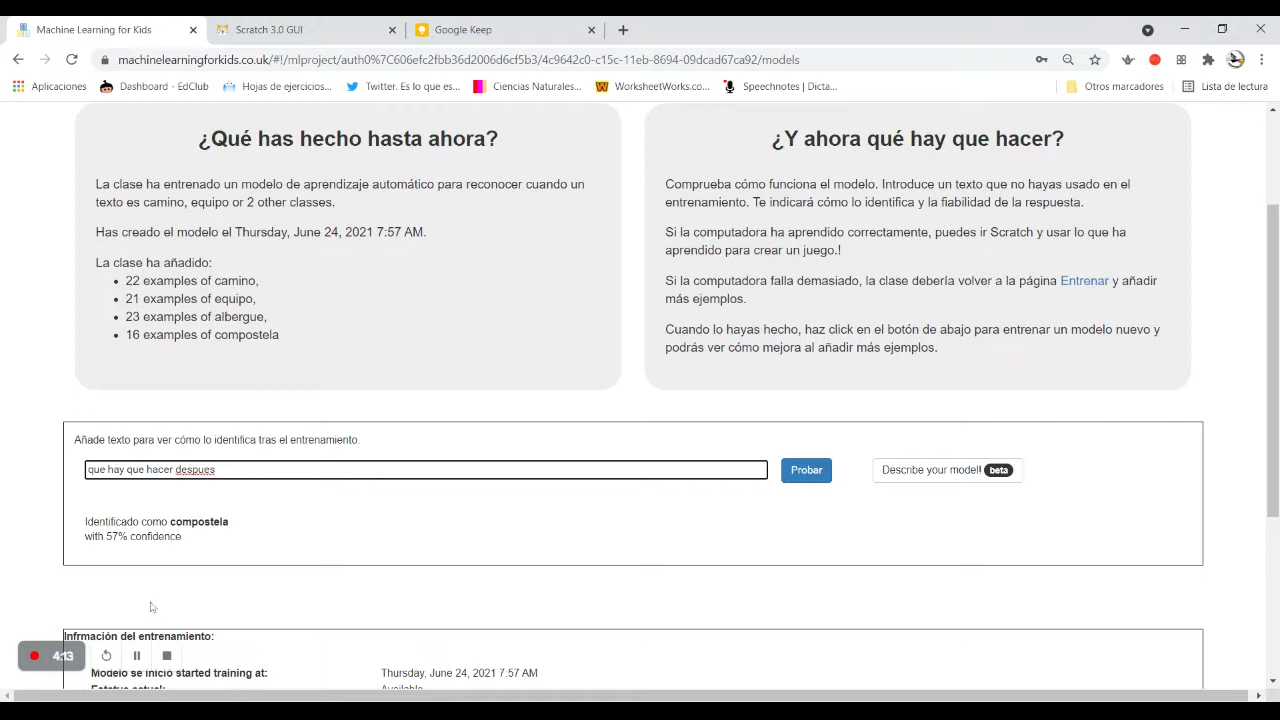 Machine Learning for Kids
Scratch 3.0 GUI
Google Keep
machinelearningforkids.co.uk/#!/mlproject/auth0%7C606efc2fbb56d2006d6cf5b3/4c9642c0-c15c-11eb-8694-09dcad67ca92/models
Aplicaciones
Dashboard - EdClub
Hojas de ejercicios...
Twitter. Es lo que es...
Ciencias Naturales...
WorksheetWorks.co...
Speechnotes | Dicta...
Otros marcadores
Lista de lectura
¿Qué has hecho hasta ahora?
La clase ha entrenado un modelo de aprendizaje automático para reconocer cuando un
texto es camino, equipo or 2 other classes.
Has creado el modelo el Thursday, June 24, 2021 7:57 AM.
La clase ha añadido:
22 examples of camino,
21 examples of equipo,
23 examples of albergue,
16 examples of compostela
¿Y ahora qué hay que hacer?
Comprueba cómo funciona el modelo. Introduce un texto que no hayas usado en el
entrenamiento. Te indicará cómo lo identifica y la fiabilidad de la respuesta.
Si la computadora ha aprendido correctamente, puedes ir Scratch y usar lo que ha
aprendido para crear un juego.!
Si la computadora falla demasiado, la clase debería volver a la página Entrenar y añadir
más ejemplos.
Cuando lo hayas hecho, haz click en el botón de abajo para entrenar un modelo nuevo y
podrás ver cómo mejora al añadir más ejemplos.
Añade texto para ver cómo lo identifica tras el entrenamiento.
que hay que hacer despues
Probar
Describe your model! beta
Identificado como compostela
with 57% confidence
Infrmación del entrenamiento:
4:13
Modelo se inició started training at:
Thursday, June 24, 2021 7:57 AM
Estatus actual:
Available